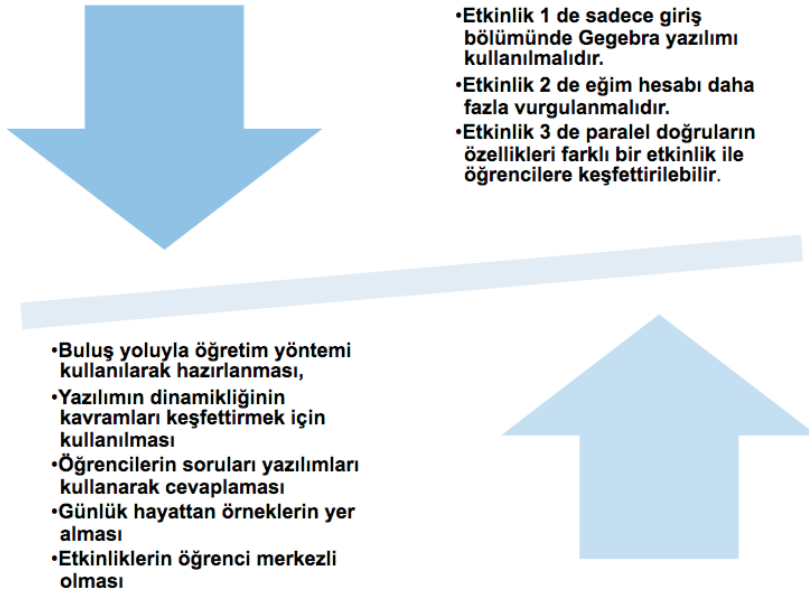 •Etkinlik 1 de sadece giriş
bölümünde Gegebra yazılımı
kullanılmalıdır.
•Etkinlik 2 de eğim hesabı daha
fazla vurgulanmalıdır.
•Etkinlik 3 de paralel doğruların
özellikleri farklı bir etkinlik ile
öğrencilere keşfettirilebilir.
•Buluş yoluyla öğretim yöntemi
kullanılarak hazırlanması,
•Yazılımın dinamikliğinin
kavramları keşfettirmek için
kullanılması
•Öğrencilerin soruları yazılımları
kullanarak cevaplaması
•Günlük hayattan örneklerin yer
alması
•Etkinliklerin öğrenci merkezli
olması